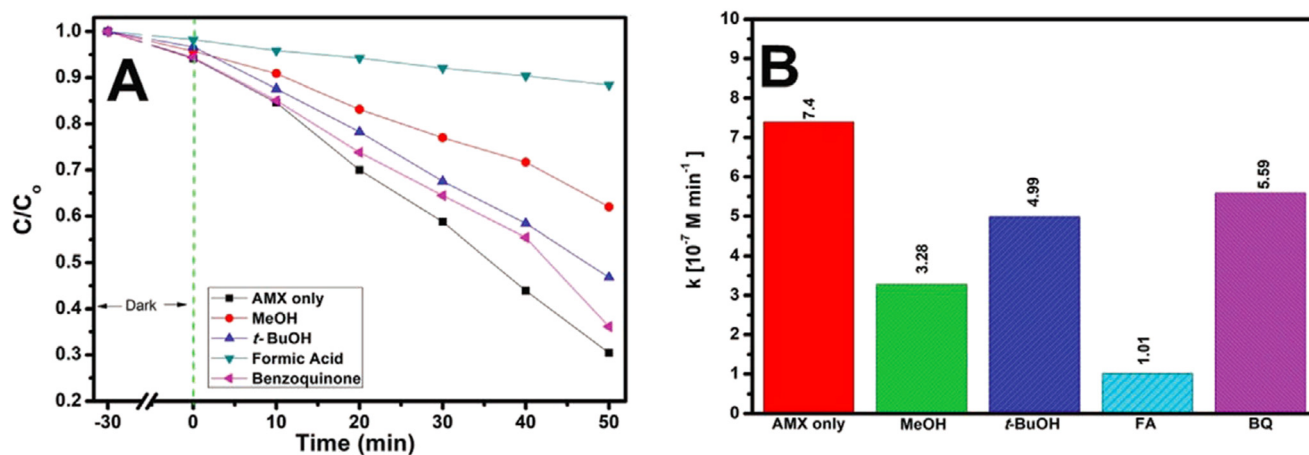 A
1.0
0.9
0.8
0.7
0.6
0.5
0.4
0.3
0.2
C/C₀
Dark
AMX only
MeOH
t-BuOH
Formic Acid
Benzoquinone
-30 0 10 20 30 40 50
Time (min)
B
10
9
8
7
6
5
4
3
2
1
0
k [10⁻⁷ M min⁻¹]
7.4
3.28
4.99
1.01
5.59
AMX only MeOH t-BuOH FA BQ